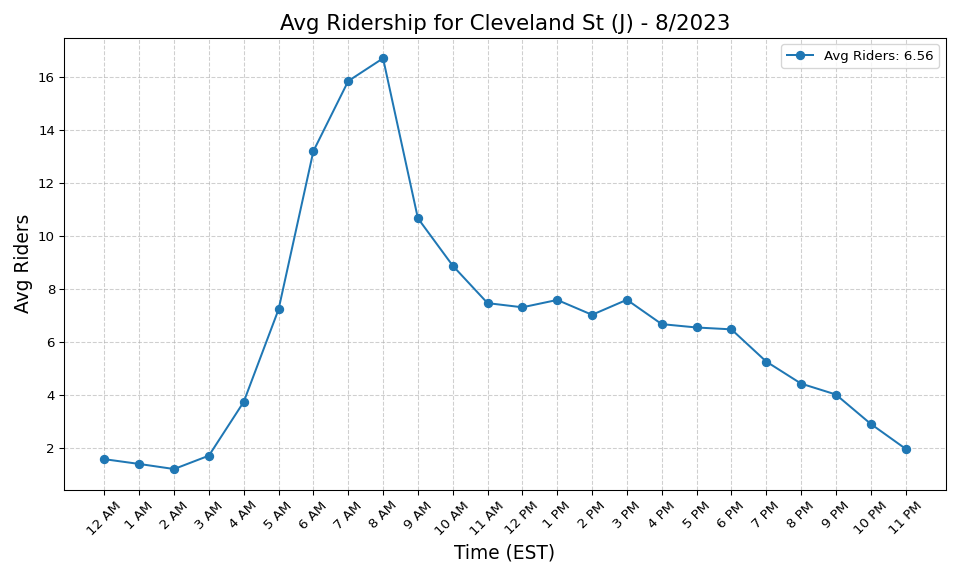 Avg Ridership for Cleveland St (J) - 8/2023
Avg Riders: 6.56
Avg Riders
16
14
12
10
8
6
4
2
12 AM
1 AM
2 AM
3 AM
4 AM
5 AM
6 AM
7 AM
8 AM
9 AM
10 AM
11 AM
12 PM
1 PM
2 PM
3 PM
4 PM
5 PM
6 PM
7 PM
8 PM
9 PM
10 PM
11 PM
Time (EST)